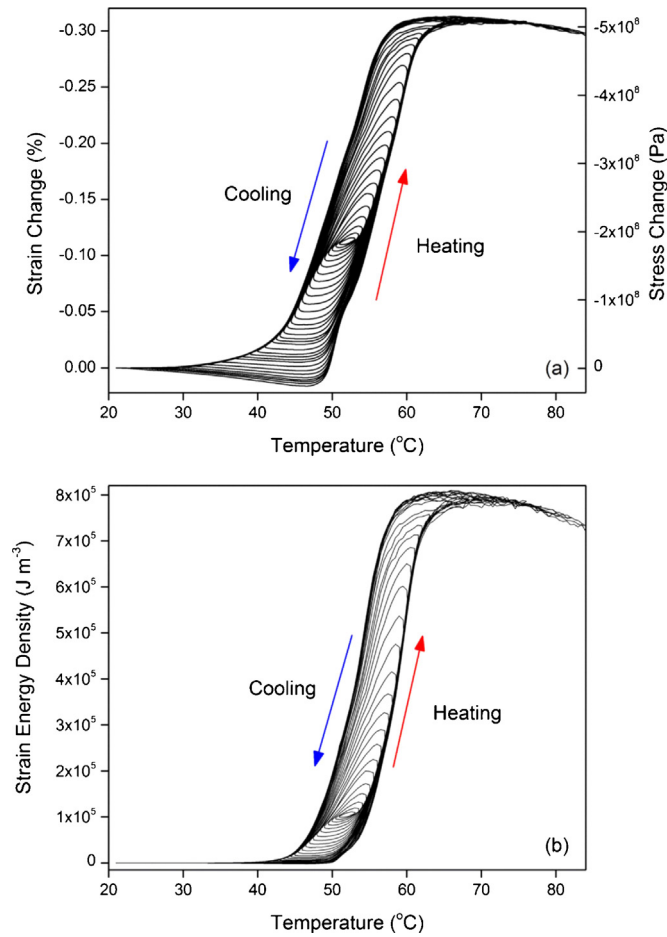 -0.30
-0.25
-0.20
-0.15
-0.10
-0.05
0.00
Strain Change (%)
-5x10⁸
-4x10⁸
-3x10⁸
-2x10⁸
-1x10⁸
0
Stress Change (Pa)
Cooling
Heating
(a)
20 30 40 50 60 70 80
Temperature (°C)
8x10⁵
7x10⁵
6x10⁵
5x10⁵
4x10⁵
3x10⁵
2x10⁵
1x10⁵
0
Strain Energy Density (J m⁻³)
Cooling
Heating
(b)
20 30 40 50 60 70 80
Temperature (°C)